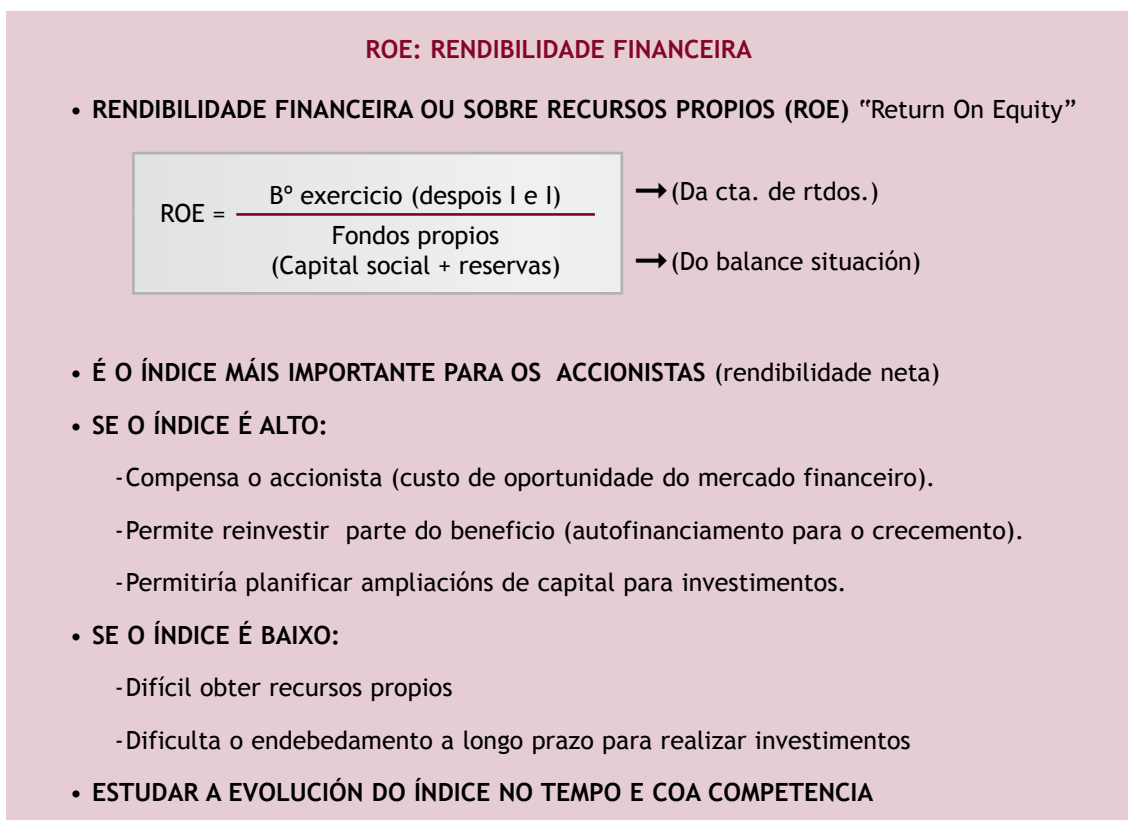 ROE: RENDIBILIDADE FINANCEIRA
• RENDIBILIDADE FINANCEIRA OU SOBRE RECURSOS PROPIOS (ROE) “Return On Equity”
ROE =
Bº exercicio (despois I e I)
→ (Da cta. de rtdos.)
Fondos propios
(Capital social + reservas)
→ (Do balance situación)
• É O ÍNDICE MÁIS IMPORTANTE PARA OS ACCIONISTAS (rendibilidade neta)
• SE O ÍNDICE É ALTO:
-Compensa o accionista (custo de oportunidade do mercado financeiro).
-Permite reinvestir parte do beneficio (autofinanciamento para o crecemento).
-Permitiría planificar ampliacións de capital para investimentos.
• SE O ÍNDICE É BAIXO:
-Difícil obter recursos propios
-Dificulta o endebedamento a longo prazo para realizar investimentos
• ESTUDAR A EVOLUCIÓN DO ÍNDICE NO TEMPO E COA COMPETENCIA